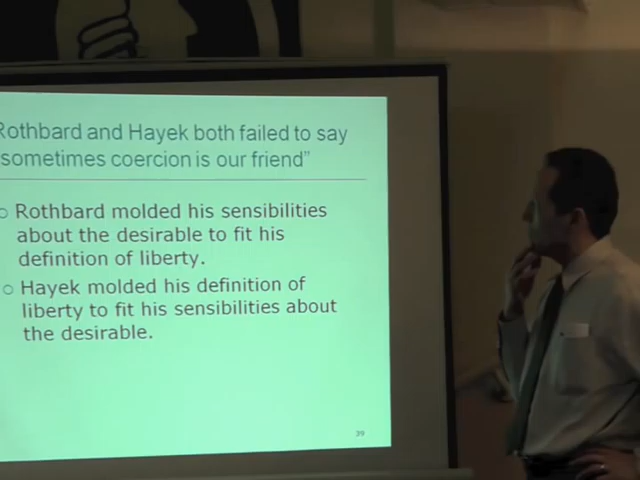 Rothbard and Hayek both failed to say
sometimes coercion is our friend”
Rothbard molded his sensibilities
about the desirable to fit his
definition of liberty.
Hayek molded his definition of
liberty to fit his sensibilities about
the desirable.
39